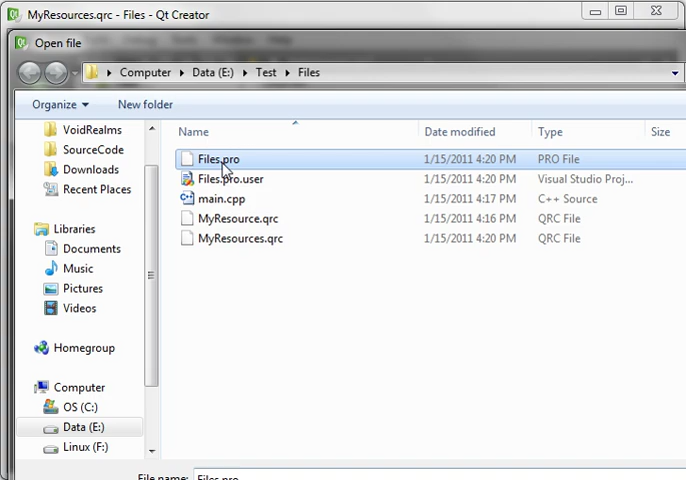 MyResources.qrc - Files - Qt Creator
Open file
Computer Data (E:) Test Files
Organize New folder
Name Date modified Type Size
VoidRealms
SourceCode
Downloads
Recent Places
Libraries
Documents
Music
Pictures
Videos
Homegroup
Computer
OS (C:)
Data (E:)
Linux (F:)
Files.pro 1/15/2011 4:20 PM PRO File
Files.pro.user 1/15/2011 4:20 PM Visual Studio Proj...
main.cpp 1/15/2011 4:17 PM C++ Source
MyResource.qrc 1/15/2011 4:16 PM QRC File
MyResources.qrc 1/15/2011 4:20 PM QRC File
File name: Files.pro